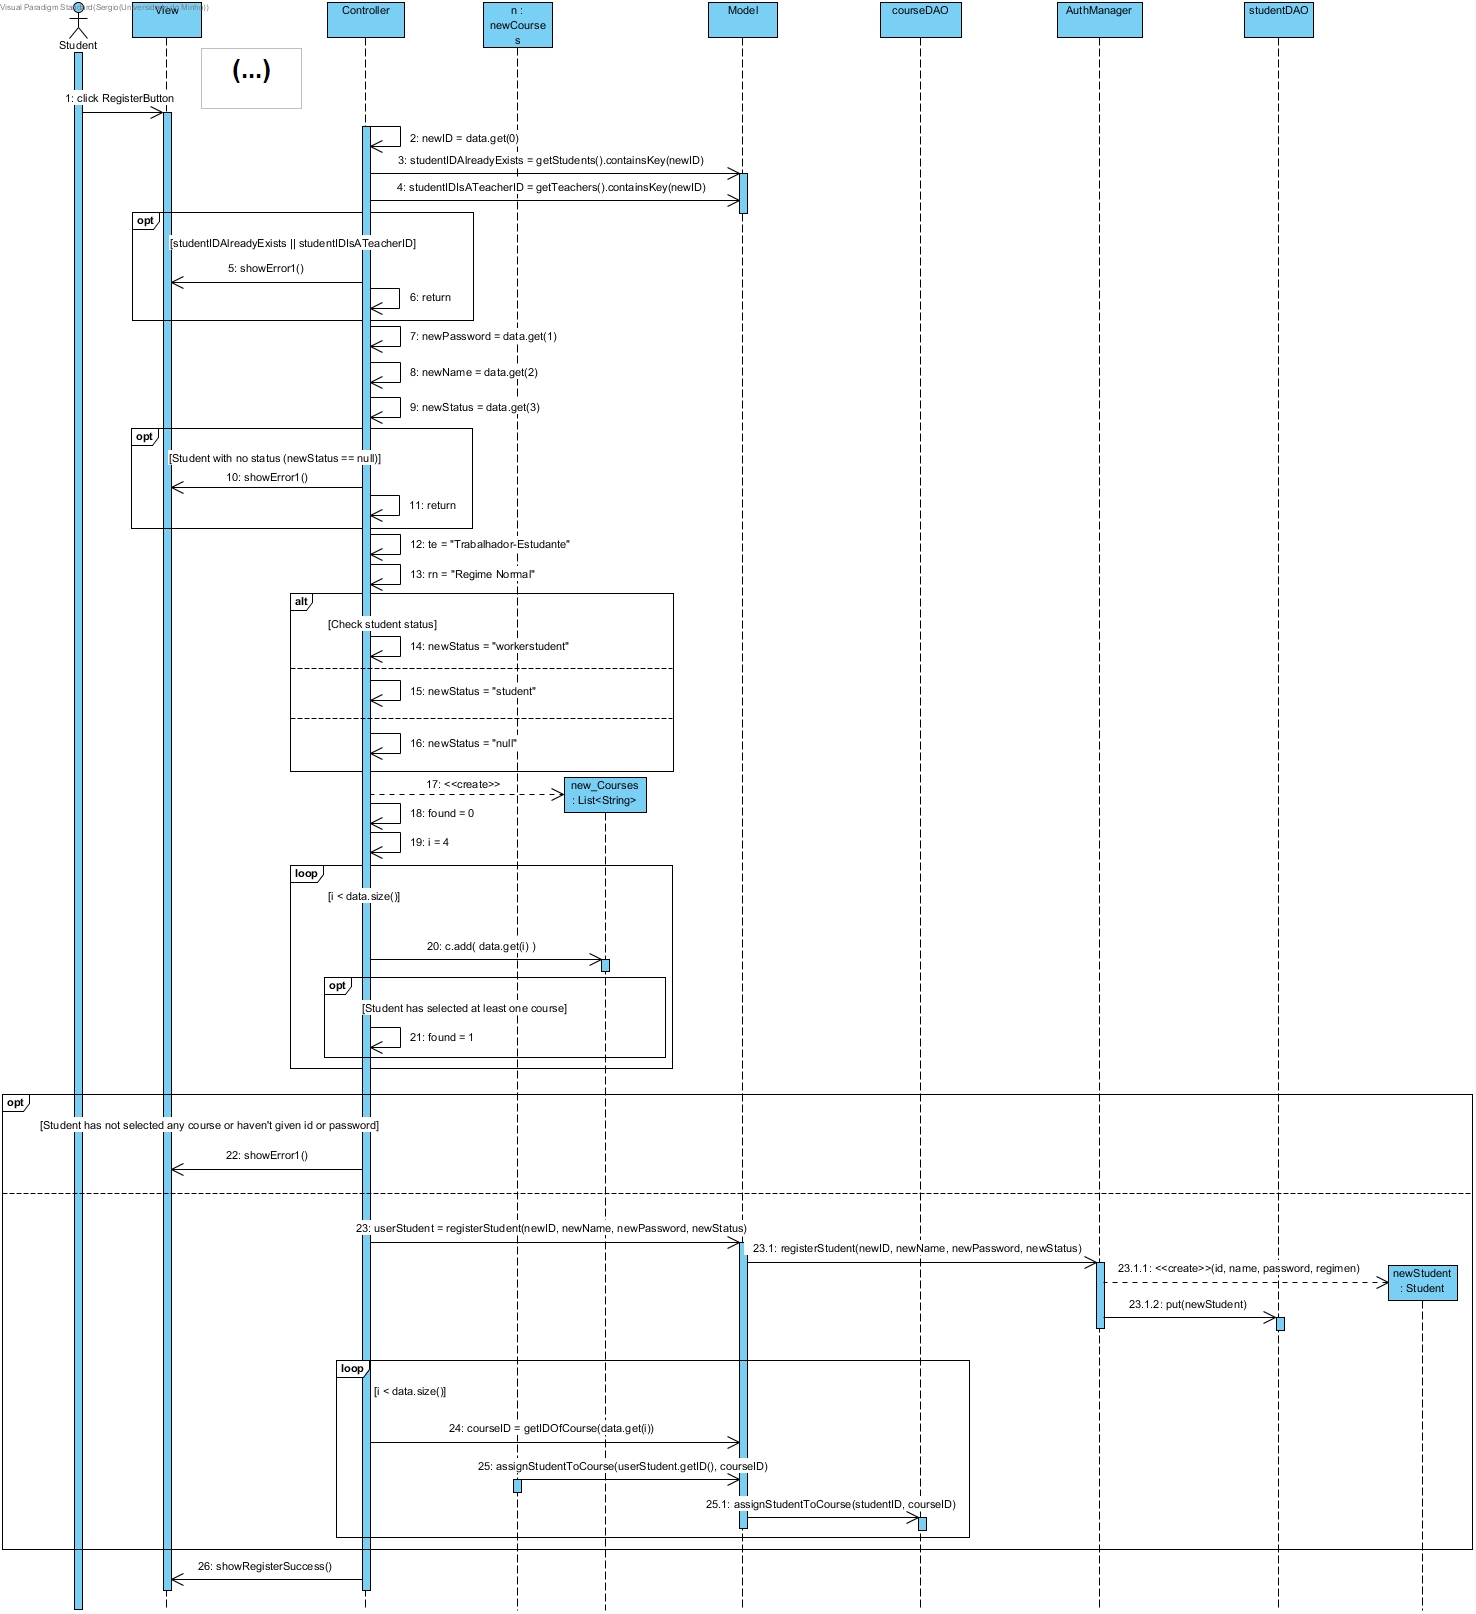 Visual Paradigm Standard(Sergio(Universidade do Minho))
Student
View
Controller
n :
newCourse
s
Model
courseDAO
AuthManager
studentDAO
(...)
1: click RegisterButton
2: newID = data.get(0)
3: studentIDAlreadyExists = getStudents().containsKey(newID)
4: studentIDIsATeacherID = getTeachers().containsKey(newID)
opt
[studentIDAlreadyExists || studentIDIsATeacherID]
5: showError1()
6: return
7: newPassword = data.get(1)
8: newName = data.get(2)
9: newStatus = data.get(3)
opt
[Student with no status (newStatus == null)]
10: showError1()
11: return
12: te = "Trabalhador-Estudante"
13: rn = "Regime Normal"
alt
[Check student status]
14: newStatus = "workerstudent"
15: newStatus = "student"
16: newStatus = "null"
17: <<create>>
new_Courses
: List<String>
18: found = 0
19: i = 4
loop
[i < data.size()]
20: c.add( data.get(i) )
opt
[Student has selected at least one course]
21: found = 1
opt
[Student has not selected any course or haven't given id or password]
22: showError1()
23: userStudent = registerStudent(newID, newName, newPassword, newStatus)
23.1: registerStudent(newID, newName, newPassword, newStatus)
23.1.1: <<create>>(id, name, password, regimen)
newStudent
: Student
23.1.2: put(newStudent)
loop
[i < data.size()]
24: courseID = getIDOfCourse(data.get(i))
25: assignStudentToCourse(userStudent.getID(), courseID)
25.1: assignStudentToCourse(studentID, courseID)
26: showRegisterSuccess()